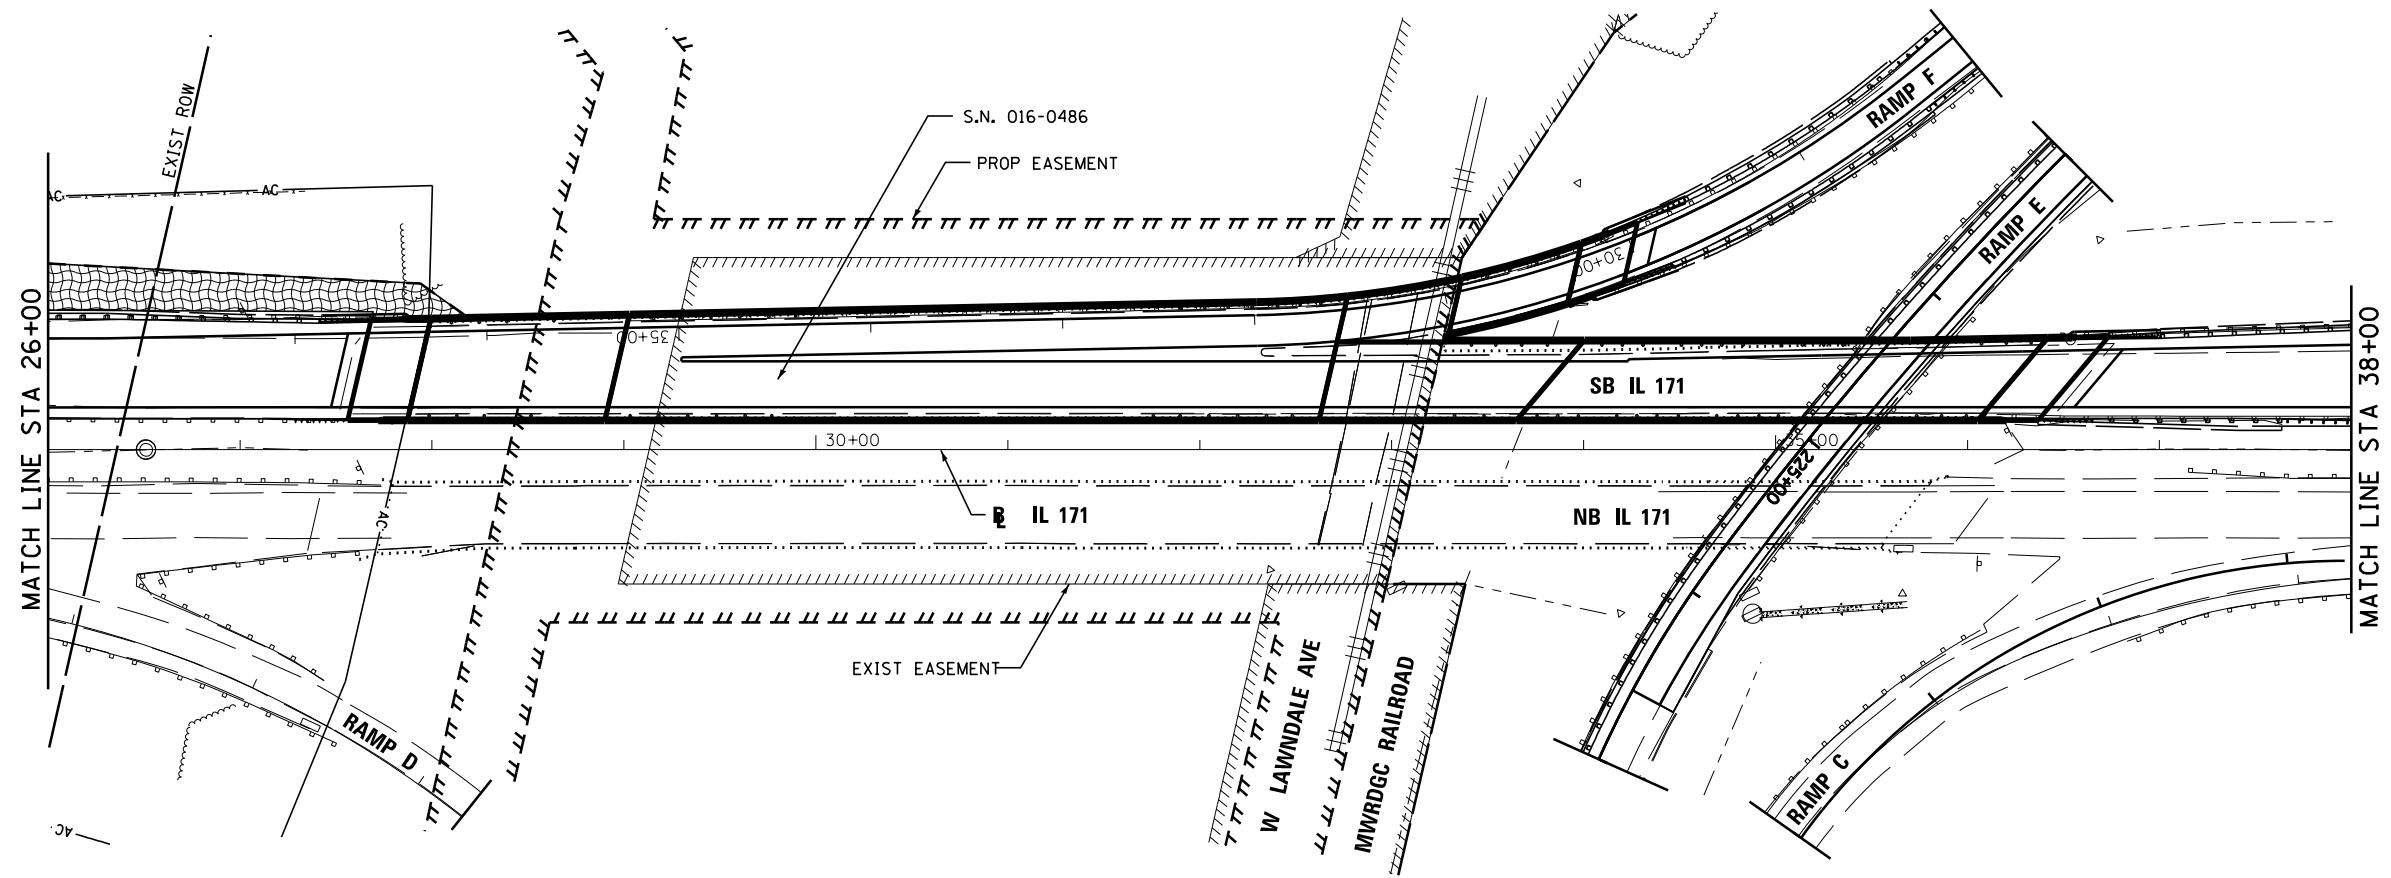 MATCH LINE STA 26+00
EXIST ROW
AC
AC
S.N. 016-0486
PROP EASEMENT
RAMP F
RAMP E
30+00
35+00
SB IL 171
30+00
35+00
225+00
AC
BL IL 171
NB IL 171
EXIST EASEMENT
RAMP D
W LAWNDALE AVE
MWRDGC RAILROAD
RAMP C
AC
MATCH LINE STA 38+00